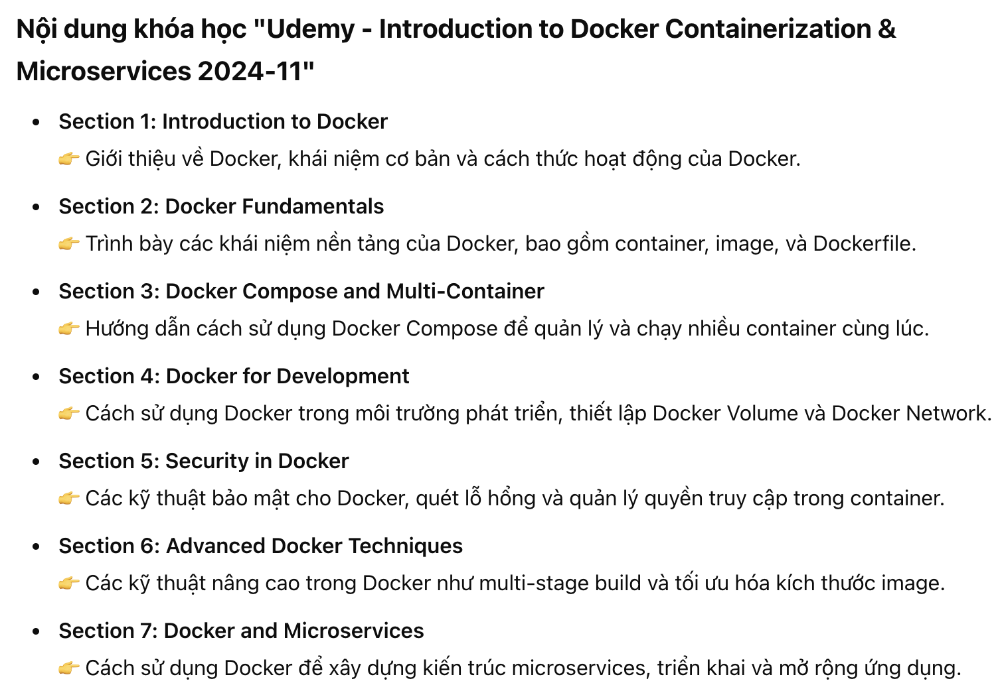 Nội dung khóa học "Udemy - Introduction to Docker Containerization &
Microservices 2024-11"
• Section 1: Introduction to Docker
👉 Giới thiệu về Docker, khái niệm cơ bản và cách thức hoạt động của Docker.
• Section 2: Docker Fundamentals
👉 Trình bày các khái niệm nền tảng của Docker, bao gồm container, image, và Dockerfile.
• Section 3: Docker Compose and Multi-Container
👉 Hướng dẫn cách sử dụng Docker Compose để quản lý và chạy nhiều container cùng lúc.
• Section 4: Docker for Development
👉 Cách sử dụng Docker trong môi trường phát triển, thiết lập Docker Volume và Docker Network.
• Section 5: Security in Docker
👉 Các kỹ thuật bảo mật cho Docker, quét lỗ hổng và quản lý quyền truy cập trong container.
• Section 6: Advanced Docker Techniques
👉 Các kỹ thuật nâng cao trong Docker như multi-stage build và tối ưu hóa kích thước image.
• Section 7: Docker and Microservices
👉 Cách sử dụng Docker để xây dựng kiến trúc microservices, triển khai và mở rộng ứng dụng.